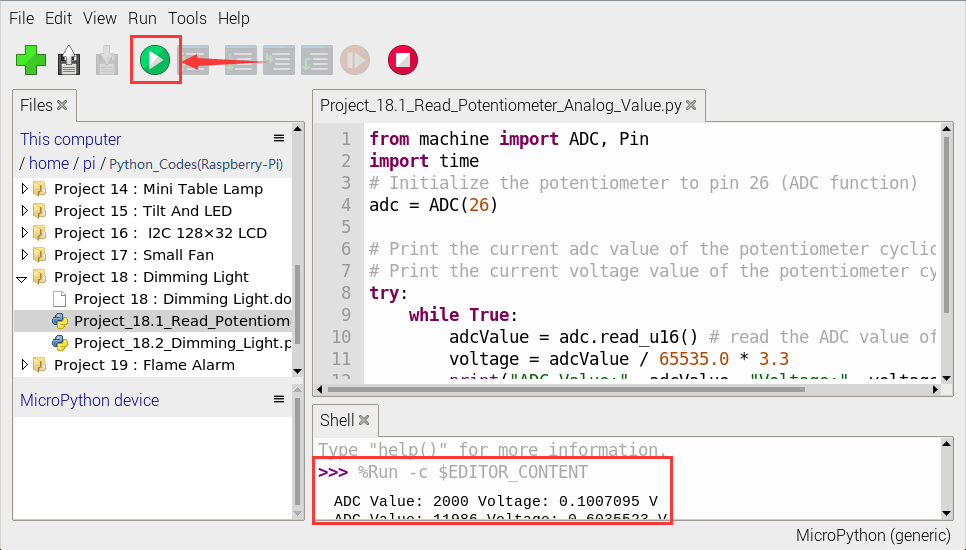 File Edit View Run Tools Help
Files
This computer
/ home / pi / Python_Codes(Raspberry-Pi)
Project 14 : Mini Table Lamp
Project 15 : Tilt And LED
Project 16 : I2C 128×32 LCD
Project 17 : Small Fan
Project 18 : Dimming Light
Project 18 : Dimming Light.do
Project_18.1_Read_Potentiom
Project_18.2_Dimming_Light.p
Project 19 : Flame Alarm
MicroPython device
Project_18.1_Read_Potentiometer_Analog_Value.py
1 from machine import ADC, Pin
2 import time
3 # Initialize the potentiometer to pin 26 (ADC function)
4 adc = ADC(26)
5
6 # Print the current adc value of the potentiometer cyclic
7 # Print the current voltage value of the potentiometer cy
8 try:
9 while True:
10 adcValue = adc.read_u16() # read the ADC value of
11 voltage = adcValue / 65535.0 * 3.3
12 print("ADC Value:", adcValue, "Voltage:", voltage
Shell
Type "help()" for more information.
>>> %Run -c $EDITOR_CONTENT
ADC Value: 2000 Voltage: 0.1007095 V
ADC Value: 11986 Voltage: 0.6035523 V
MicroPython (generic)